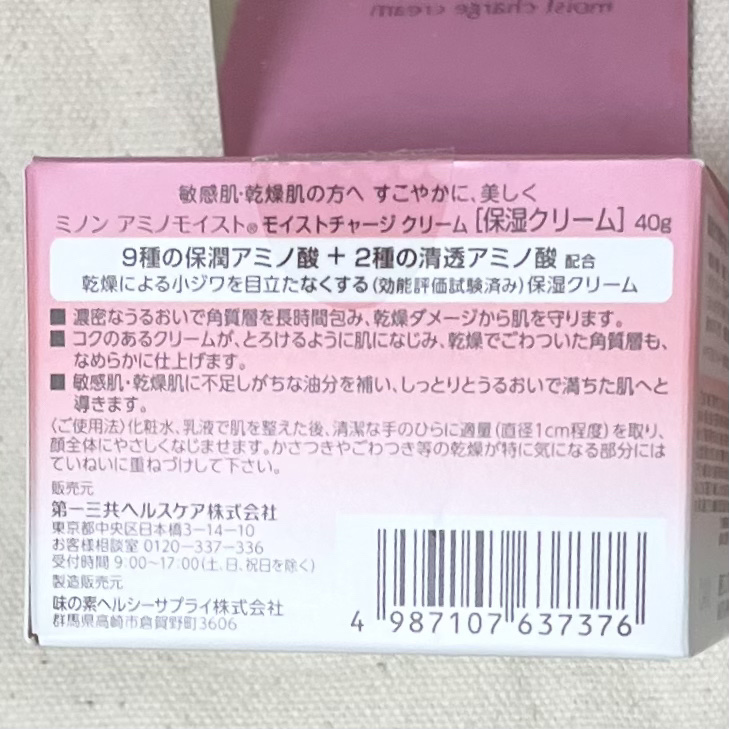 moist charge cream
敏感肌・乾燥肌の方へ すこやかに、美しく
ミノン アミノモイスト® モイストチャージ クリーム [保湿クリーム] 40g
9種の保潤アミノ酸 + 2種の清透アミノ酸 配合
乾燥による小ジワを目立たなくする(効能評価試験済み)保湿クリーム
■ 濃密なうるおいで角質層を長時間包み、乾燥ダメージから肌を守ります。
■ コクのあるクリームが、とろけるように肌になじみ、乾燥でごわついた角質層も、
なめらかに仕上げます。
■ 敏感肌・乾燥肌に不足しがちな油分を補い、しっとりとうるおいで満ちた肌へと
導きます。
〈ご使用法〉化粧水、乳液で肌を整えた後、清潔な手のひらに適量(直径1cm程度)を取り、
顔全体にやさしくなじませます。かさつきやごわつき等の乾燥が特に気になる部分には
ていねいに重ねづけして下さい。
販売元
第一三共ヘルスケア株式会社
東京都中央区日本橋3-14-10
お客様相談室 0120-337-336
受付時間 9:00~17:00(土、日、祝日を除く)
製造販売元
味の素ヘルシーサプライ株式会社
群馬県高崎市倉賀野町3606
4 987107 637376